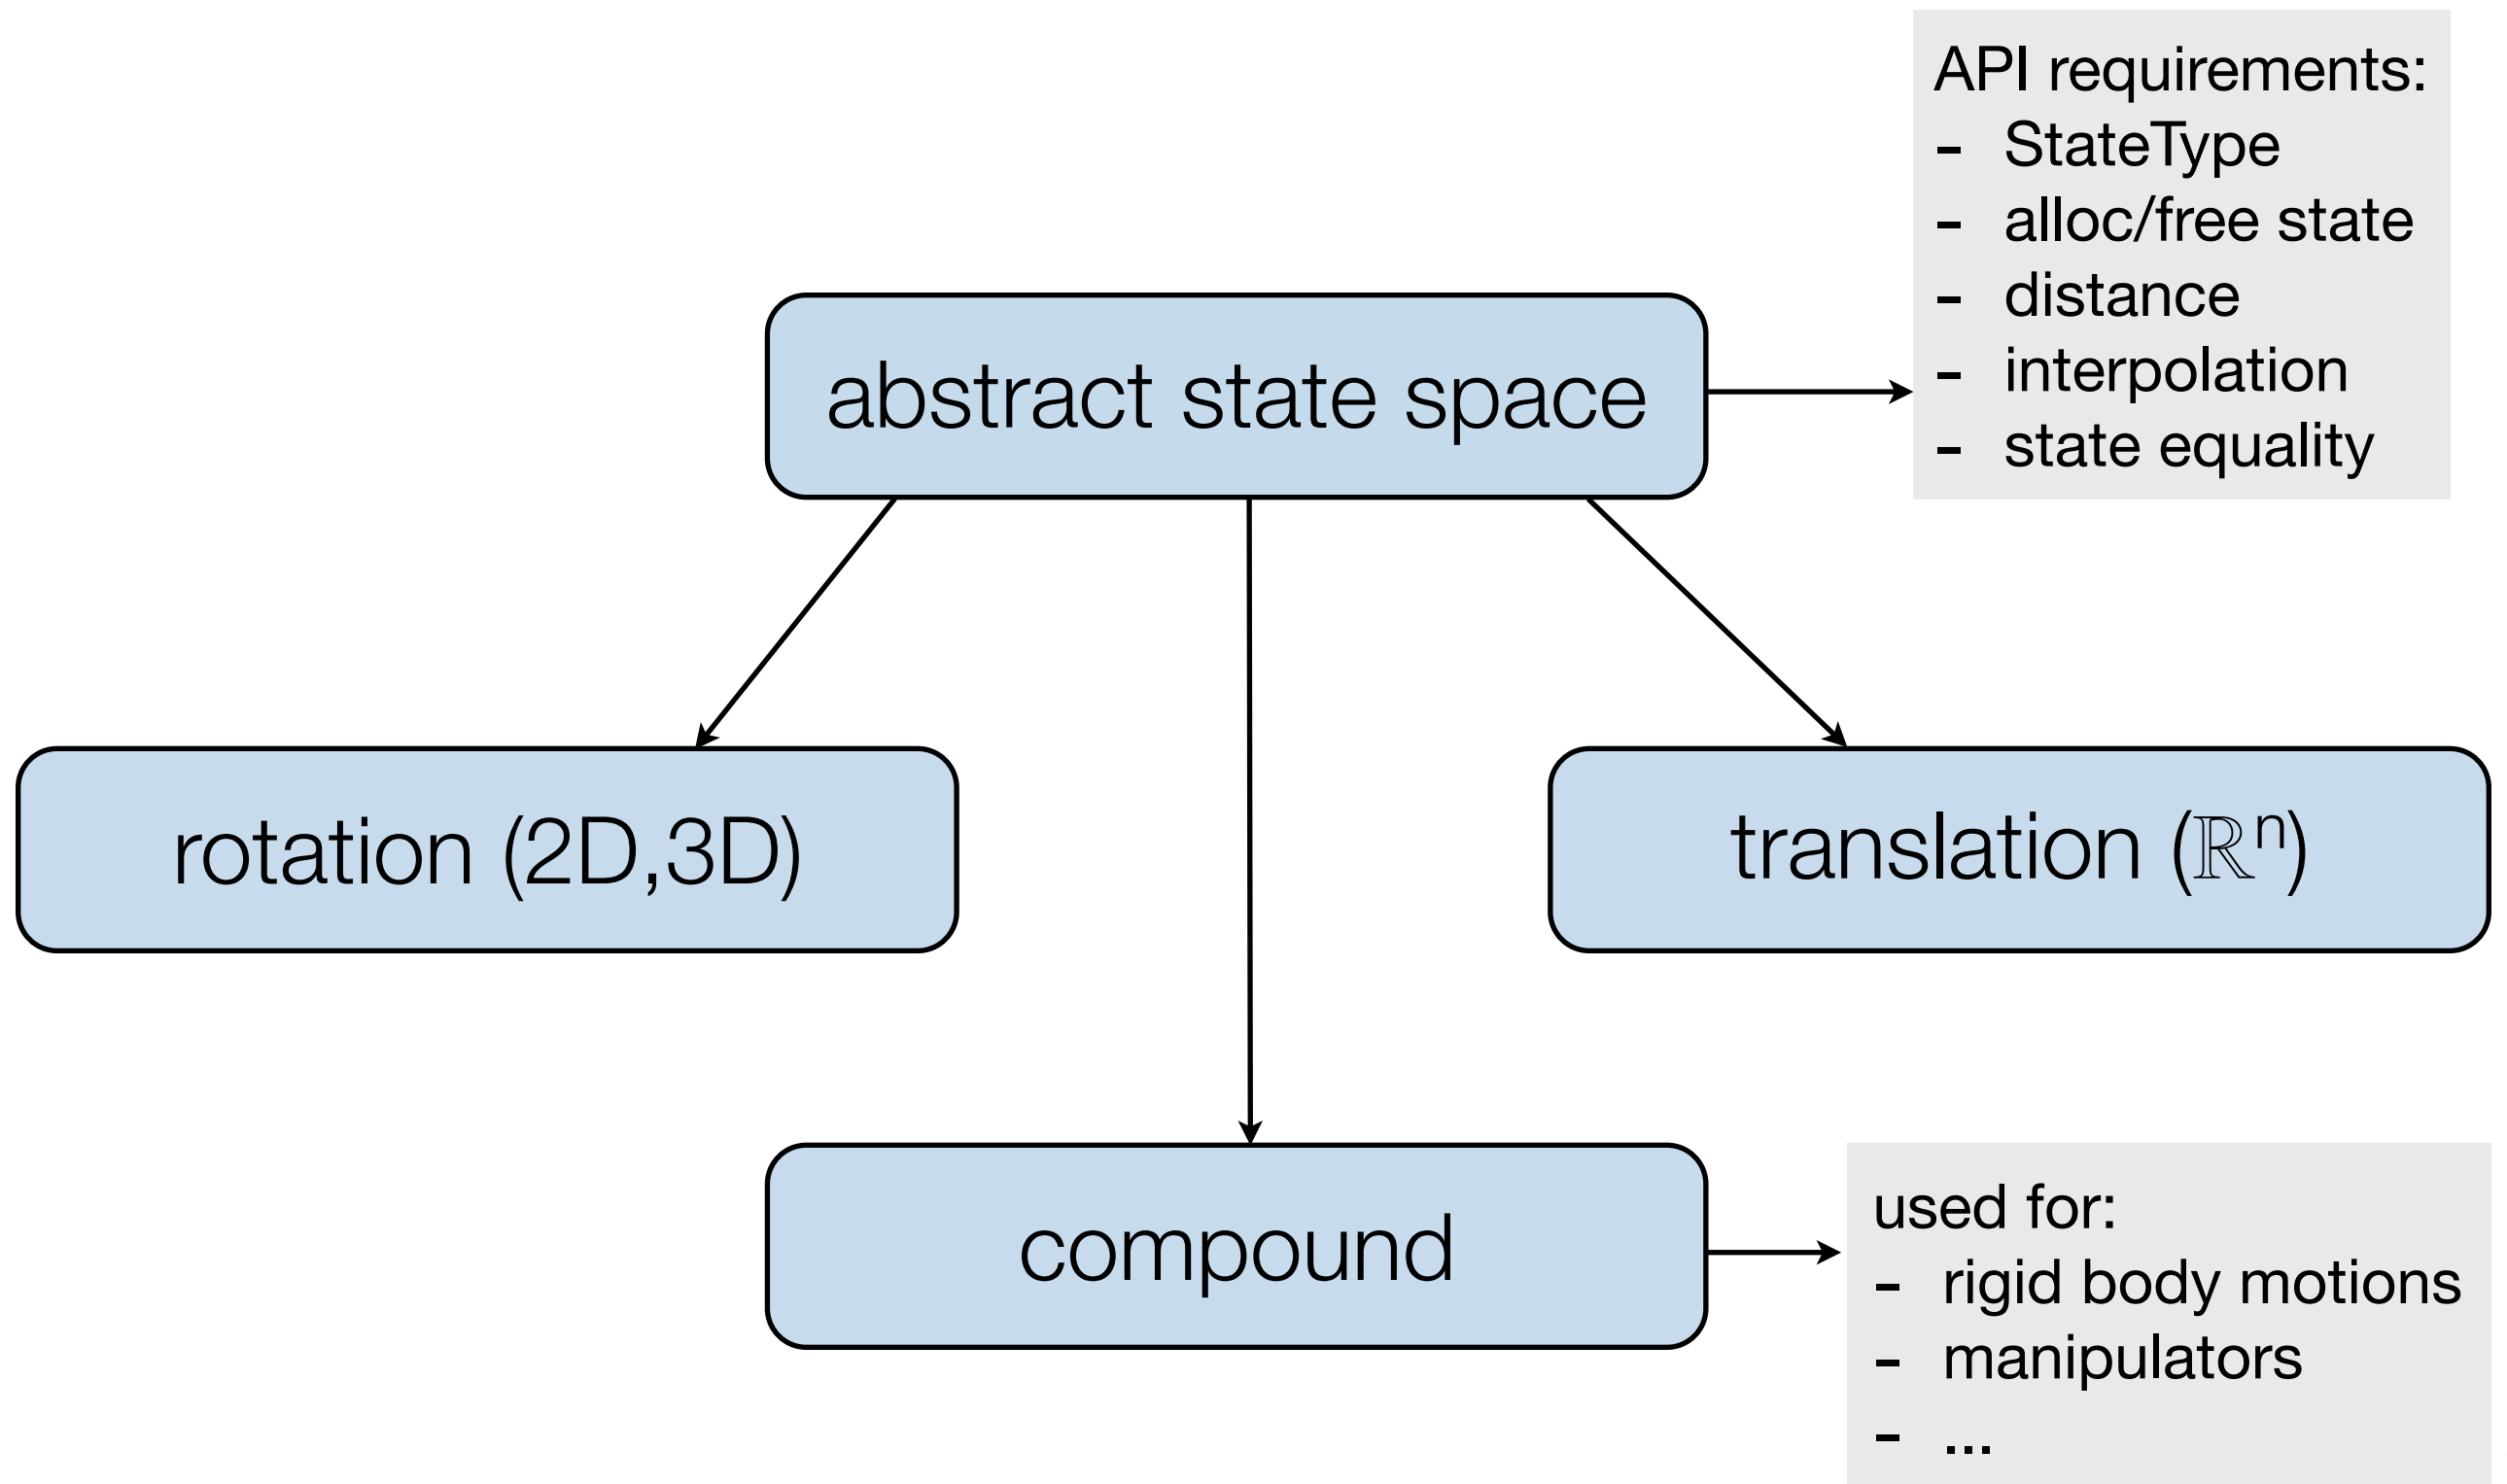 API requirements:
- StateType
- alloc/free state
- distance
- interpolation
- state equality
abstract state space
rotation (2D,3D)
translation (ℝⁿ)
compound
used for:
- rigid body motions
- manipulators
- ...